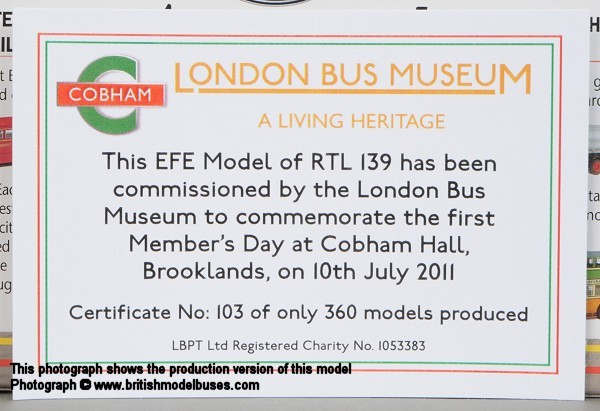 COBHAM
LONDON BUS MUSEUM
A LIVING HERITAGE
This EFE Model of RTL 139 has been
commissioned by the London Bus
Museum to commemorate the first
Member's Day at Cobham Hall,
Brooklands, on 10th July 2011
Certificate No: 103 of only 360 models produced
LBPT Ltd Registered Charity No. 1053383
This photograph shows the production version of this model
Photograph © www.britishmodelbuses.com